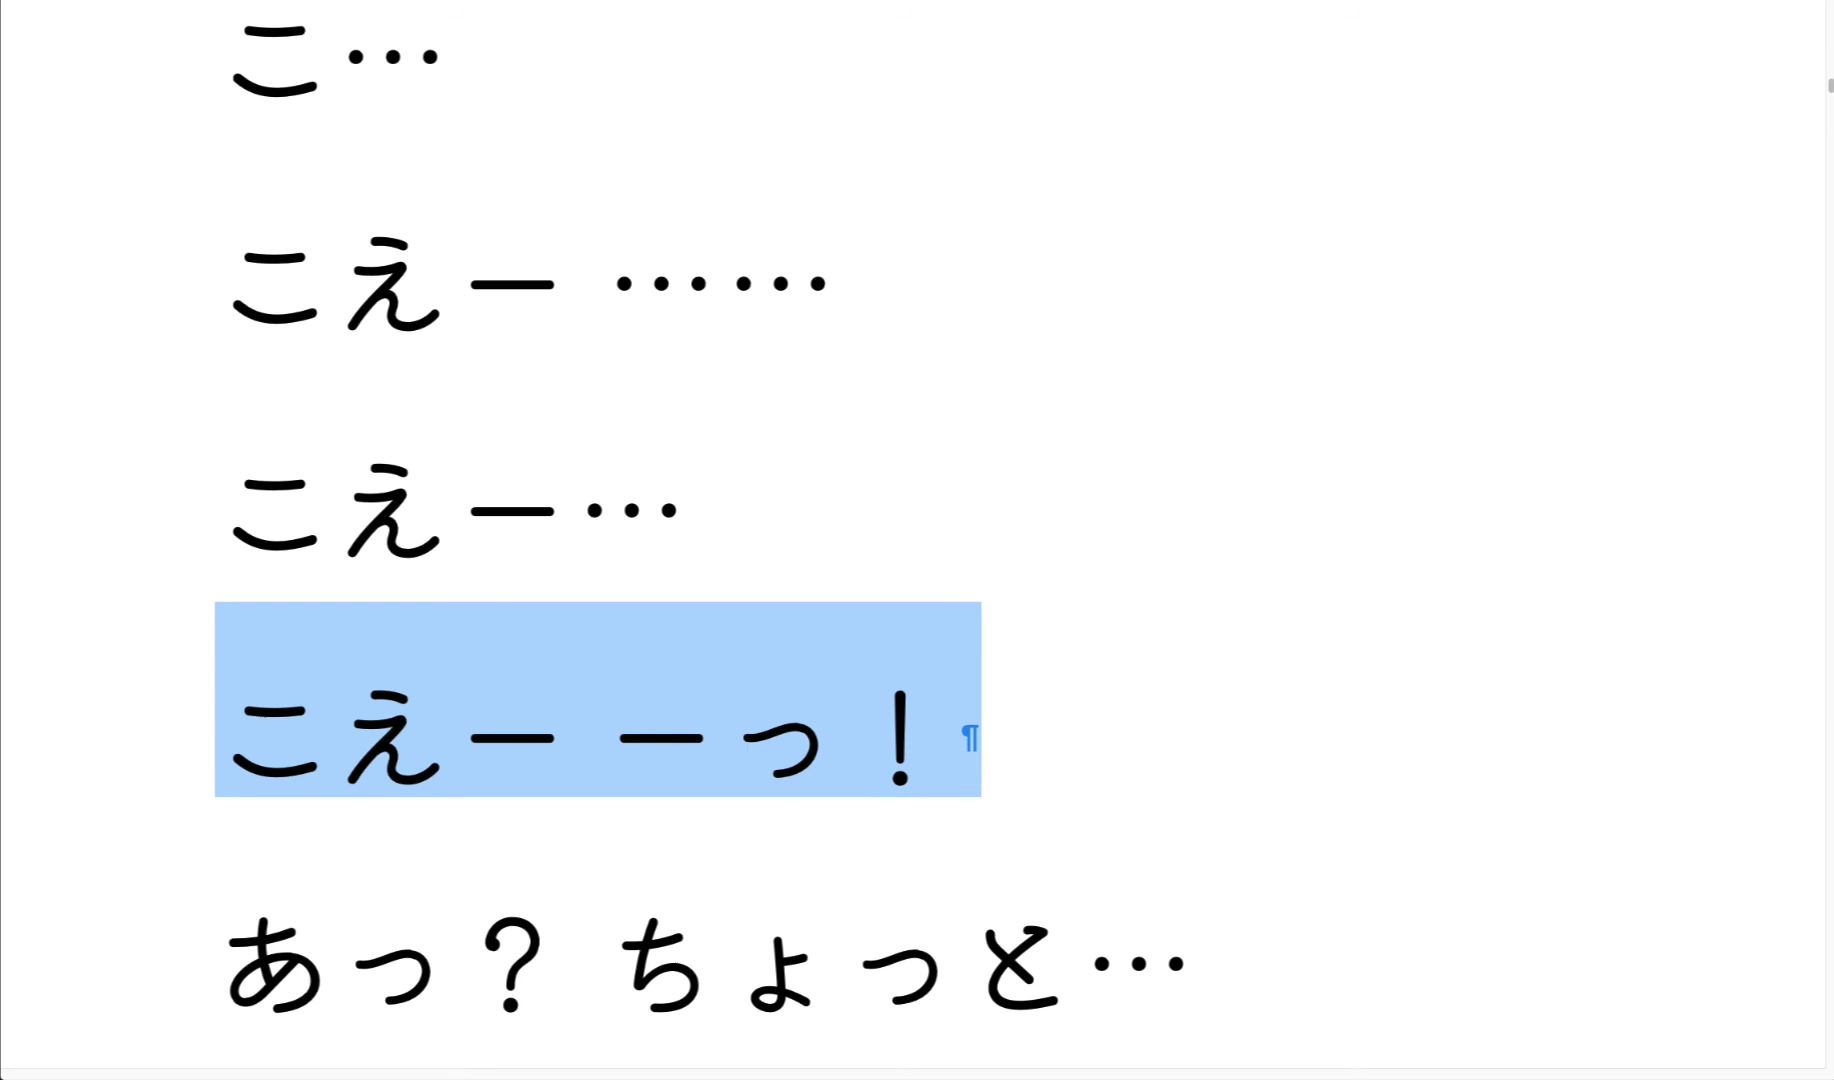 こ…
こえー ……
こえー…
こえー ーっ！¶
あっ？ ちょっと…